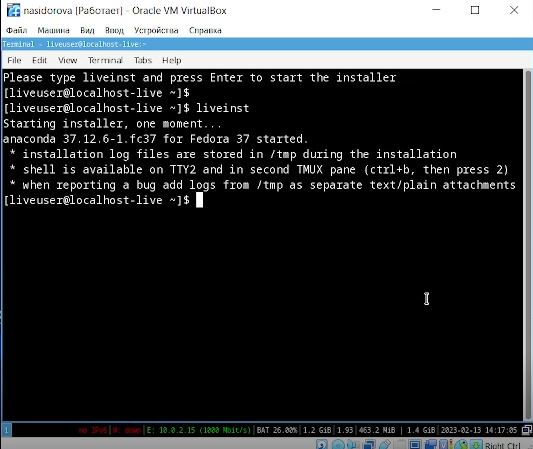 nasidorova [Работает] - Oracle VM VirtualBox
Файл Машина Вид Ввод Устройства Справка
Terminal - liveuser@localhost-live:~
File Edit View Terminal Tabs Help
Please type liveinst and press Enter to start the installer
[liveuser@localhost-live ~]$
[liveuser@localhost-live ~]$ liveinst
Starting installer, one moment...
anaconda 37.12.6-1.fc37 for Fedora 37 started.
* installation log files are stored in /tmp during the installation
* shell is available on TTY2 and in second TMUX pane (ctrl+b, then press 2)
* when reporting a bug add logs from /tmp as separate text/plain attachments
[liveuser@localhost-live ~]$
1 no IPv6|W: down|E: 10.0.2.15 (1000 Mbit/s)|BAT 26.00%|1.2 GiB|1.93|463.2 MiB | 1.4 GiB|2023-02-13 14:17:05
Right Ctrl